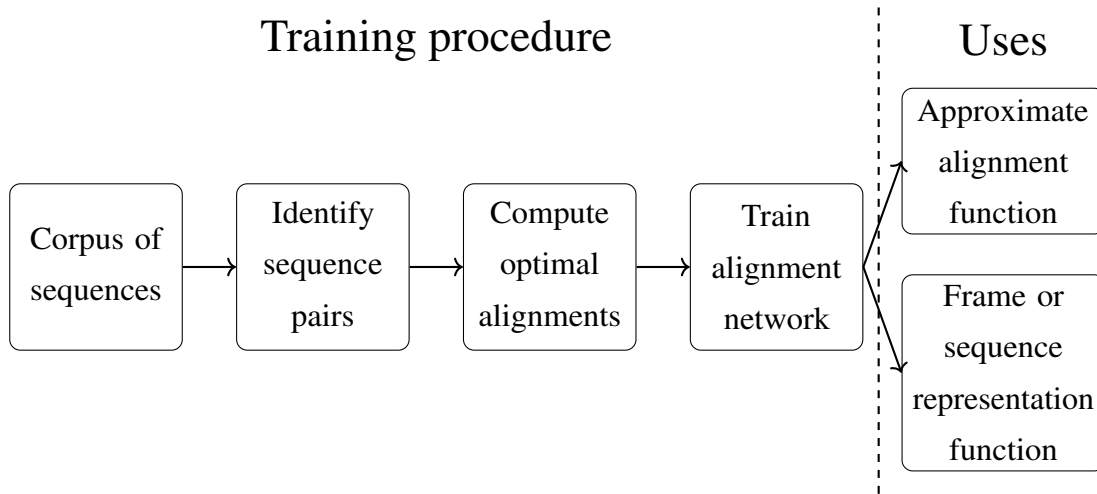 Training procedure
Uses
Corpus of
sequences
Identify
sequence
pairs
Compute
optimal
alignments
Train
alignment
network
Approximate
alignment
function
Frame or
sequence
representation
function